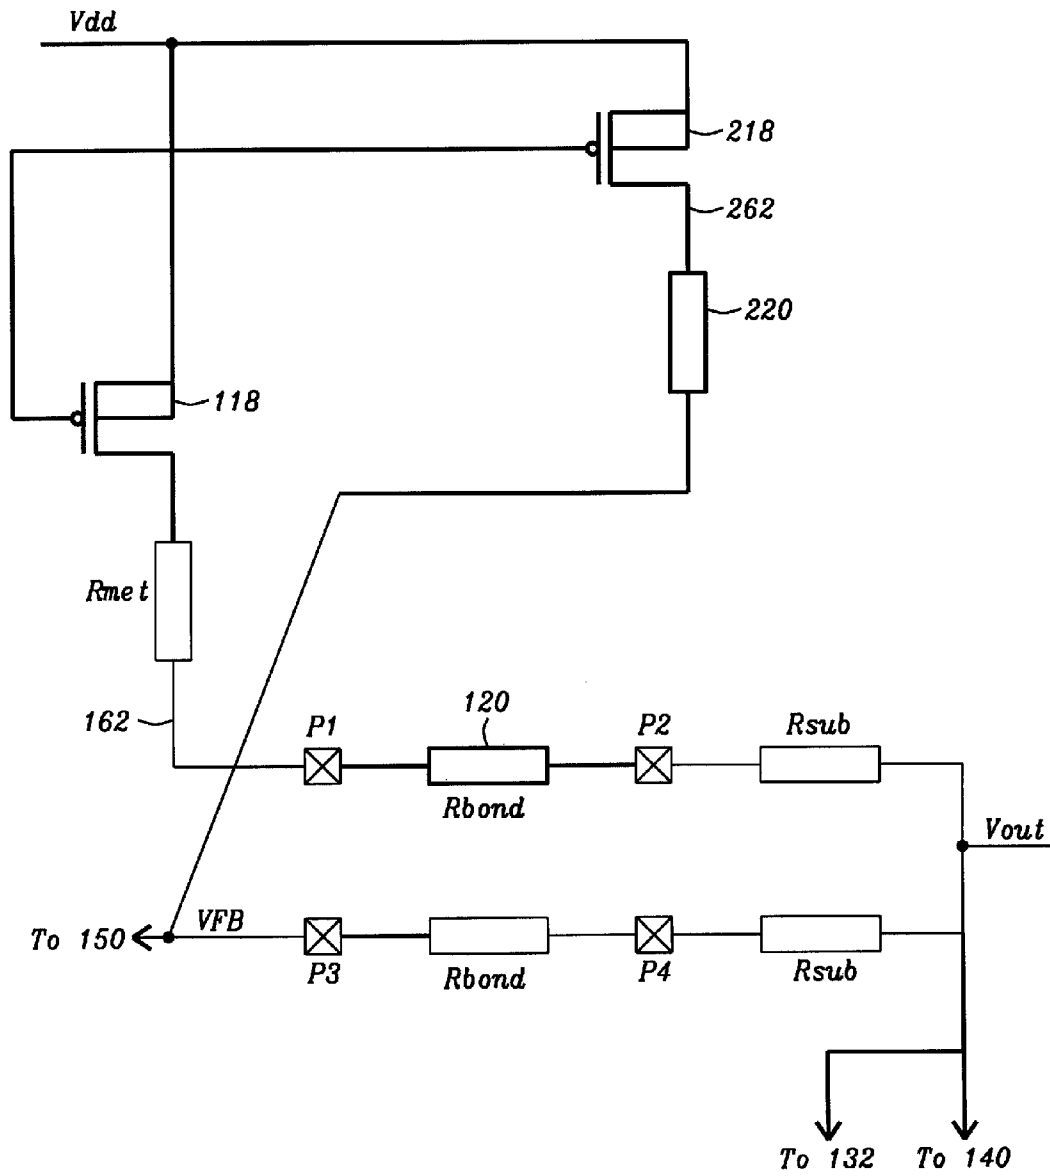 Vdd
218
262
220
118
Rmet
162
P1
120
P2
Rsub
Rbond
Vout
To 150
VFB
P3
Rbond
P4
Rsub
To 132
To 140